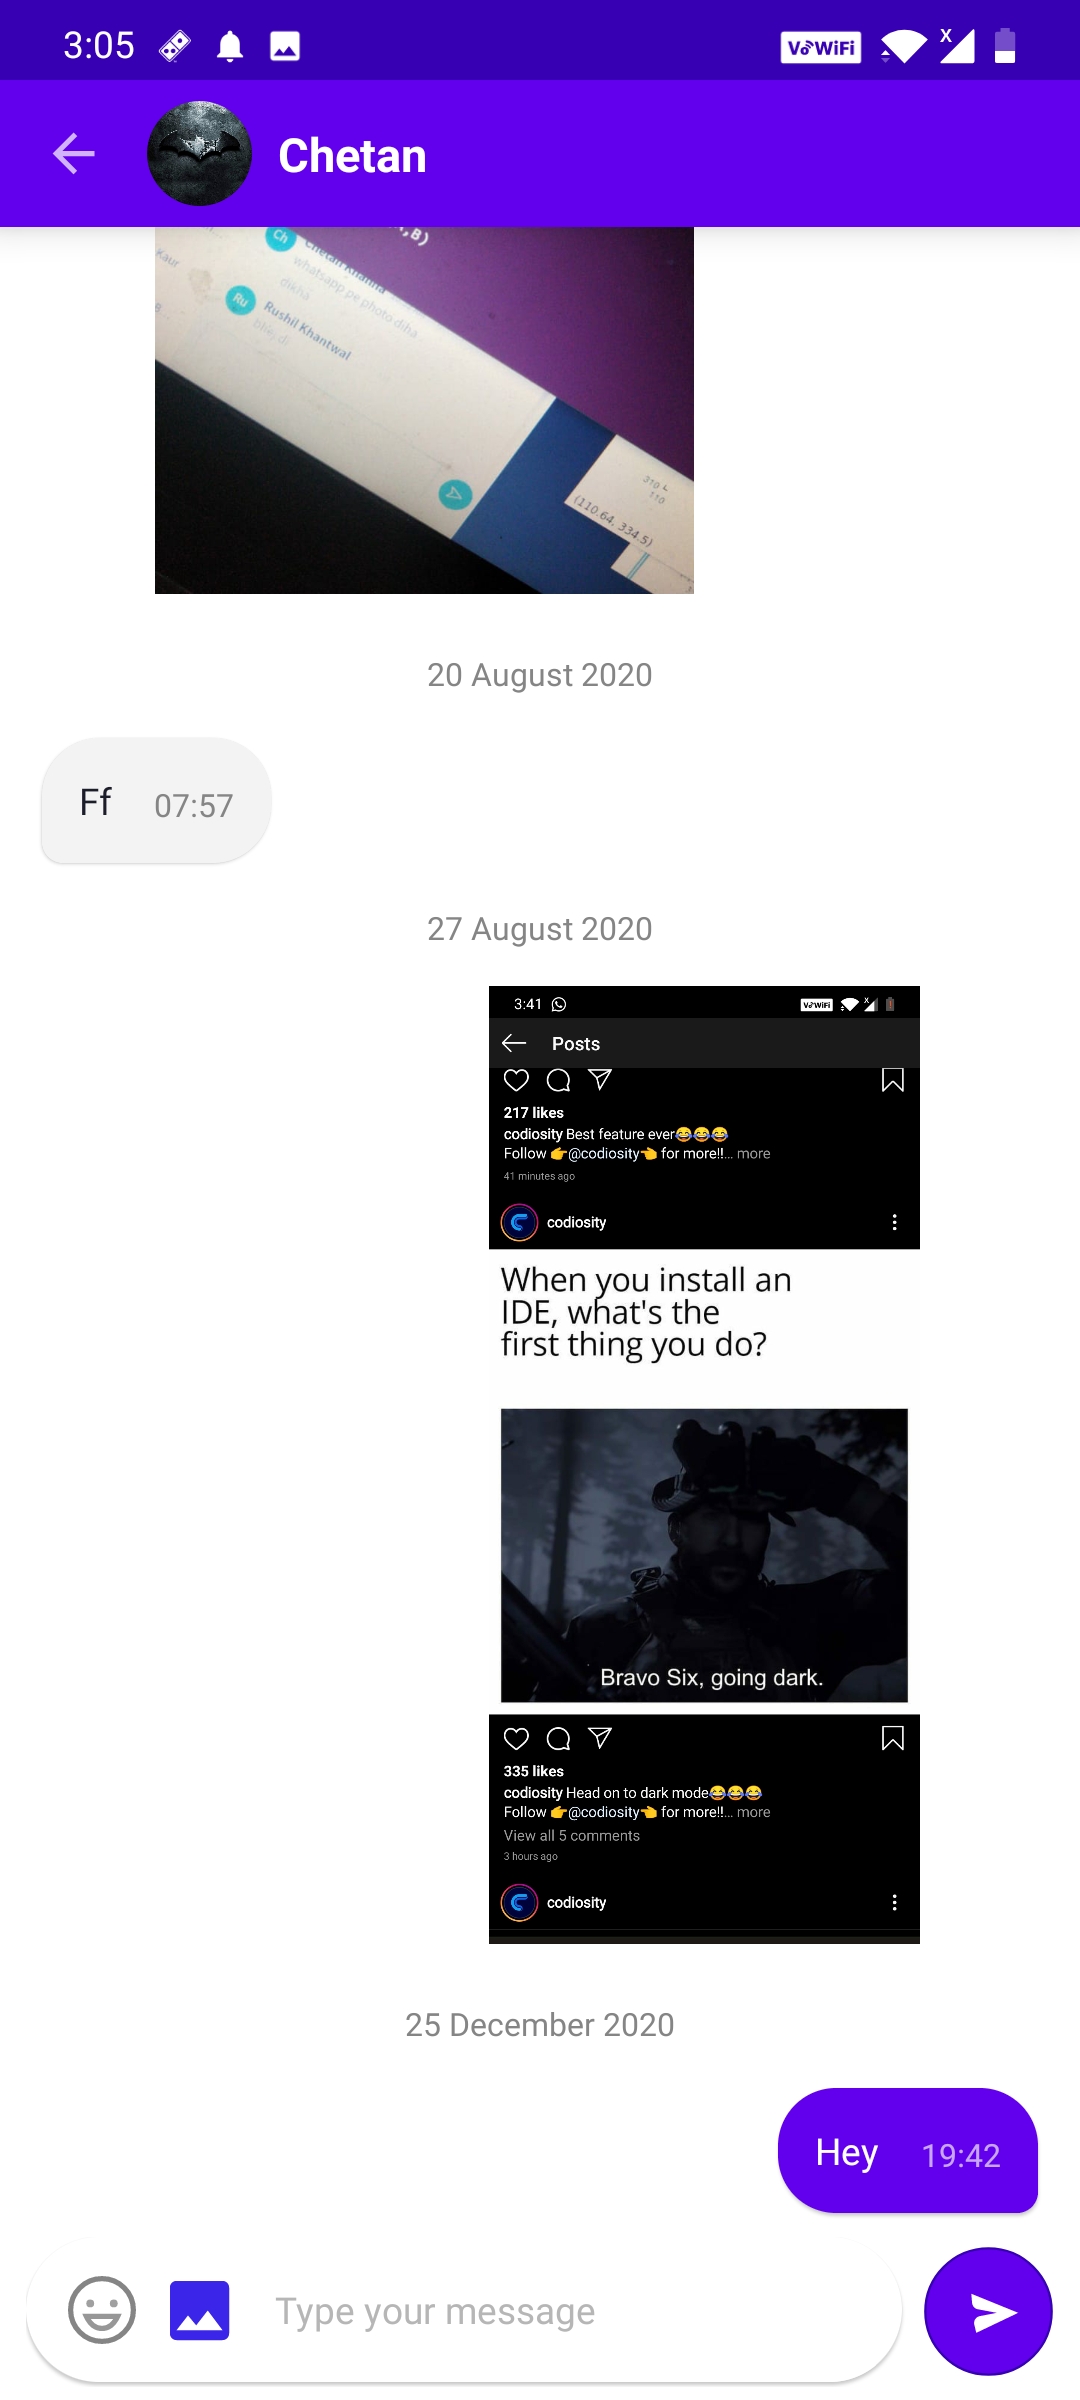 3:05
VoWiFi
X
Chetan
,B)
Ch
Chetan Khanna
whatsapp pe photo diha
dikha
Kaur
Ru
Rushil Khantwal
(110.64, 334.5)
20 August 2020
Ff 07:57
27 August 2020
3:41
VoWiFi
X
Posts
217 likes
codiosity Best feature ever😂😂😂
Follow 👉@codiosity👈 for more!!... more
41 minutes ago
codiosity
When you install an
IDE, what's the
first thing you do?
Bravo Six, going dark.
335 likes
codiosity Head on to dark mode😂😂😂
Follow 👉@codiosity👈 for more!!... more
View all 5 comments
3 hours ago
codiosity
25 December 2020
Hey 19:42
Type your message